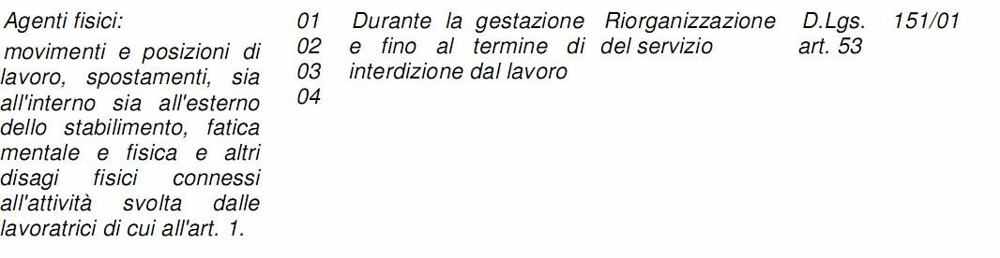 Agenti fisici:
movimenti e posizioni di
lavoro, spostamenti, sia
all'interno sia all'esterno
dello stabilimento, fatica
mentale e fisica e altri
disagi fisici connessi
all'attività svolta dalle
lavoratrici di cui all'art. 1.
01
02
03
04
Durante la gestazione
e fino al termine di
interdizione dal lavoro
Riorganizzazione
del servizio
D.Lgs. 151/01
art. 53